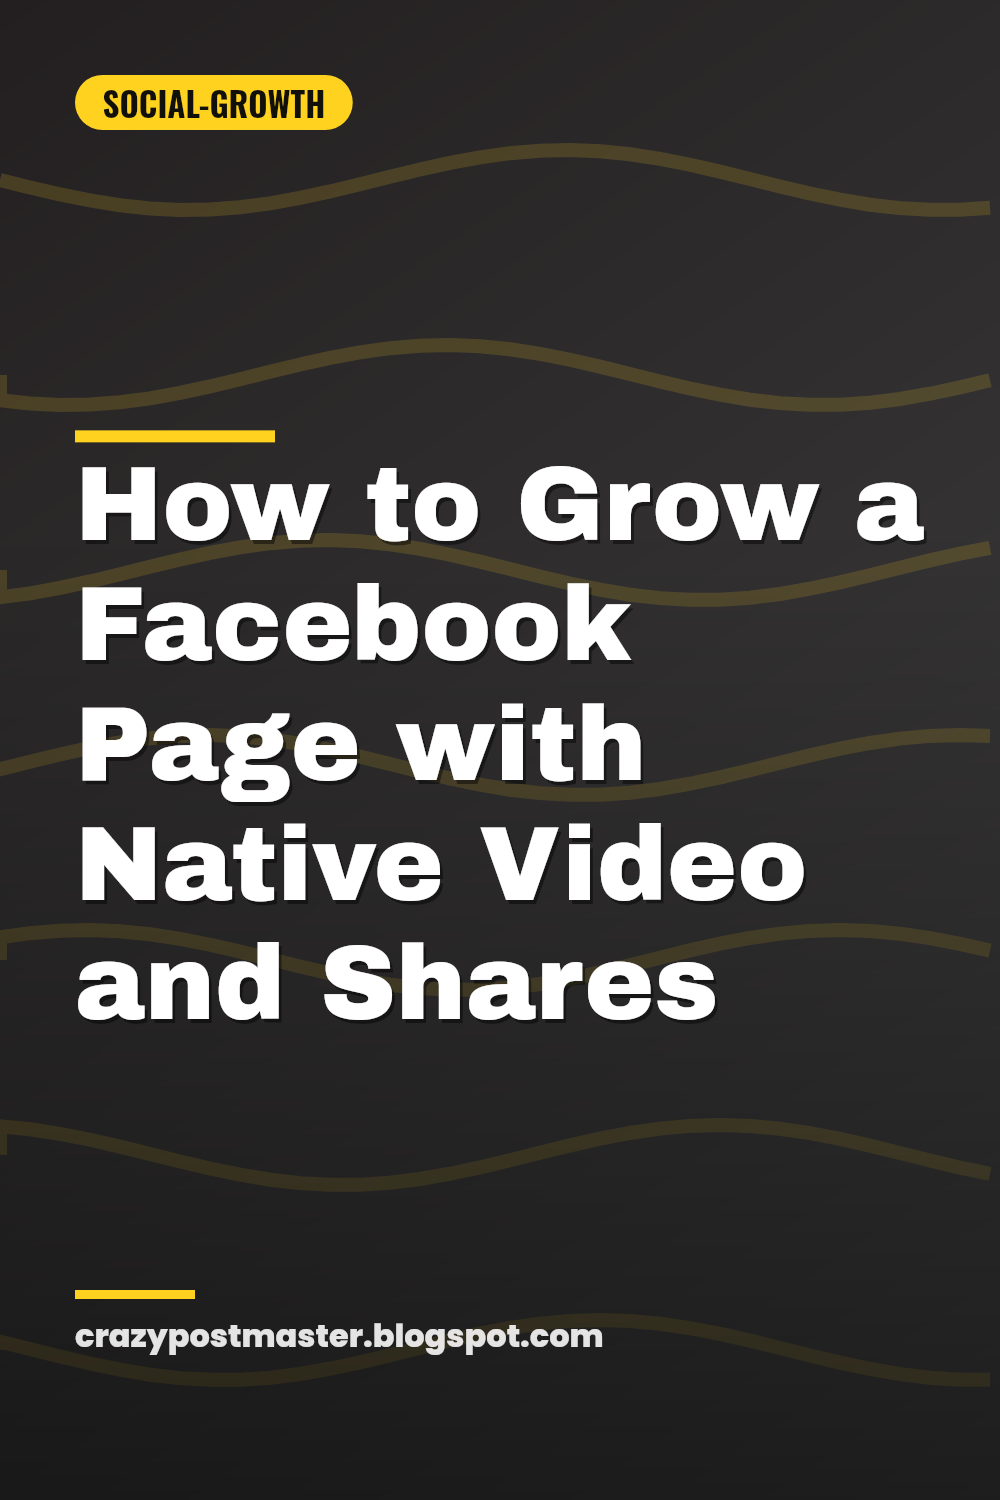 SOCIAL-GROWTH
How to Grow a
Facebook
Page with
Native Video
and Shares
crazypostmaster.blogspot.com